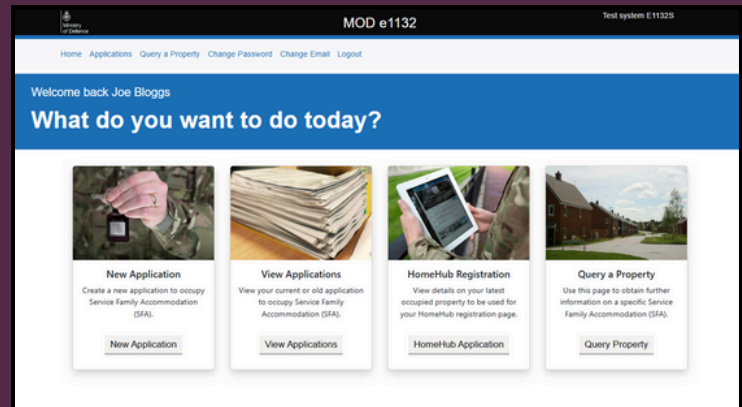 Ministry
of Defence
MOD e1132
Test system E1132S
Home Applications Query a Property Change Password Change Email Logout
Welcome back Joe Bloggs
What do you want to do today?
New Application
Create a new application to occupy
Service Family Accommodation
(SFA).
New Application
View Applications
View your current or old application
to occupy Service Family
Accommodation (SFA).
View Applications
HomeHub Registration
View details on your latest
occupied property to be used for
your HomeHub registration page.
HomeHub Application
Query a Property
Use this page to obtain further
information on a specific Service
Family Accommodation (SFA).
Query Property